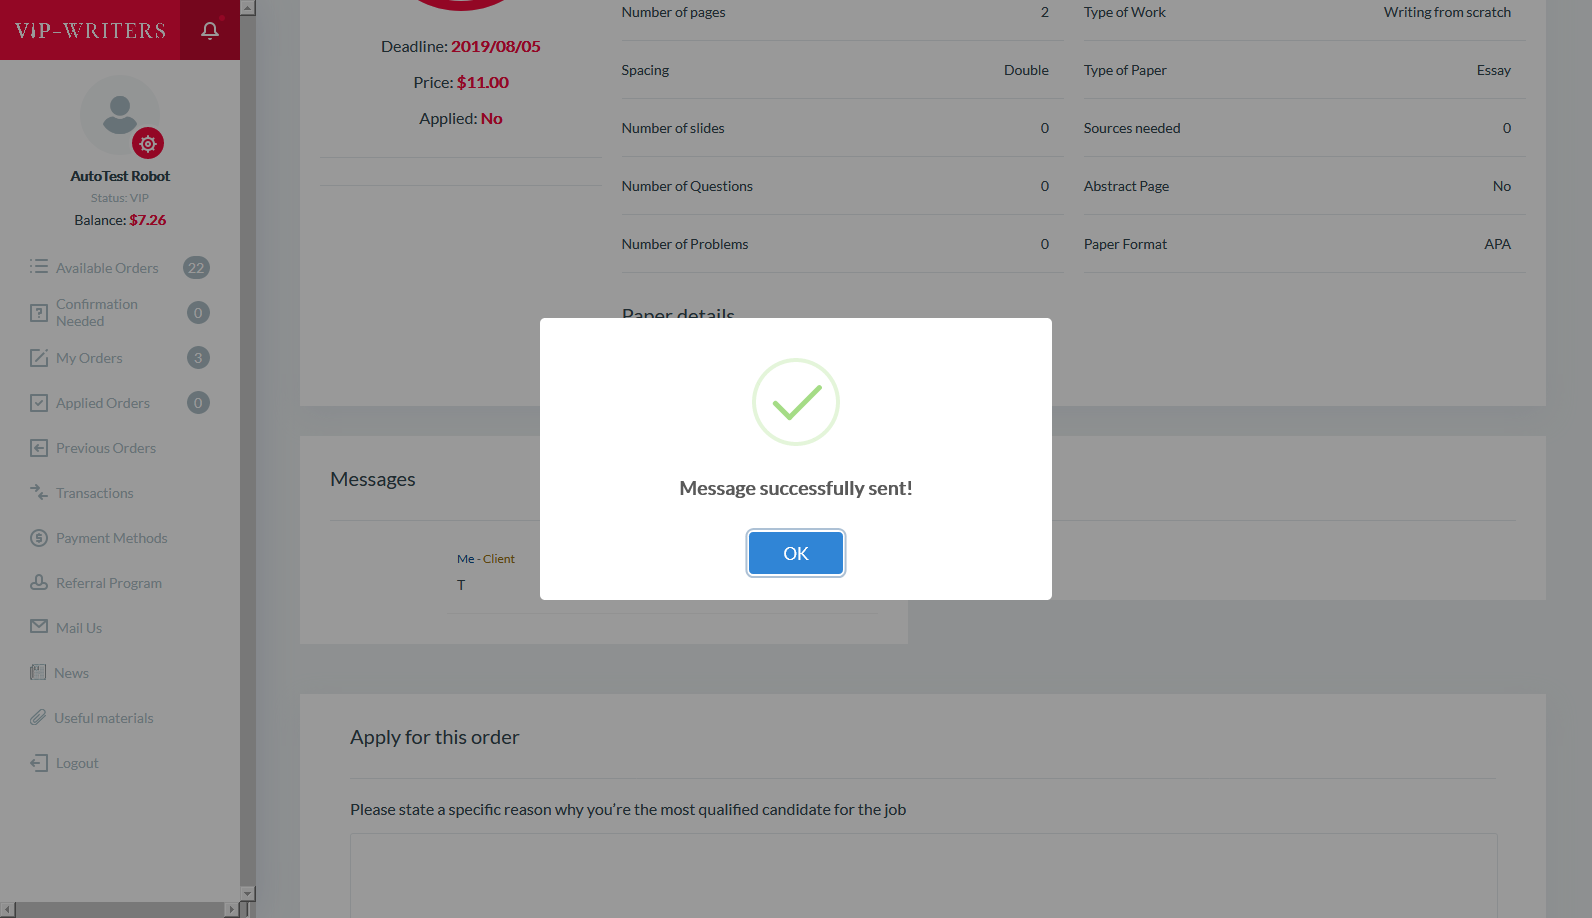 VIP-WRITERS
AutoTest Robot
Status: VIP
Balance: $7.26
Available Orders 22
Confirmation
Needed 0
My Orders 3
Applied Orders 0
Previous Orders
Transactions
Payment Methods
Referral Program
Mail Us
News
Useful materials
Logout
Deadline: 2019/08/05
Price: $11.00
Applied: No
Number of pages 2
Spacing Double
Number of slides 0
Number of Questions 0
Number of Problems 0
Type of Work Writing from scratch
Type of Paper Essay
Sources needed 0
Abstract Page No
Paper Format APA
Paper details
Message successfully sent!
OK
Messages
Me - Client
T
Apply for this order
Please state a specific reason why you’re the most qualified candidate for the job